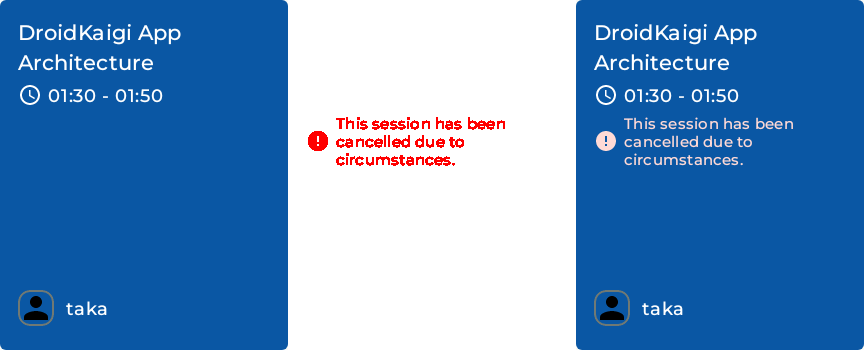 DroidKaigi App
Architecture
01:30 - 01:50
taka
This session has been
cancelled due to
circumstances.
DroidKaigi App
Architecture
01:30 - 01:50
This session has been
cancelled due to
circumstances.
taka